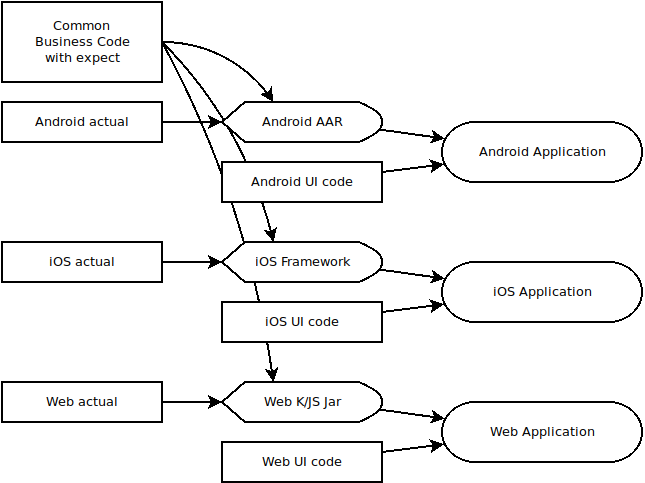 Common
Business Code
with expect
Android actual
Android AAR
Android Application
Android UI code
iOS actual
iOS Framework
iOS Application
iOS UI code
Web actual
Web K/JS Jar
Web Application
Web UI code